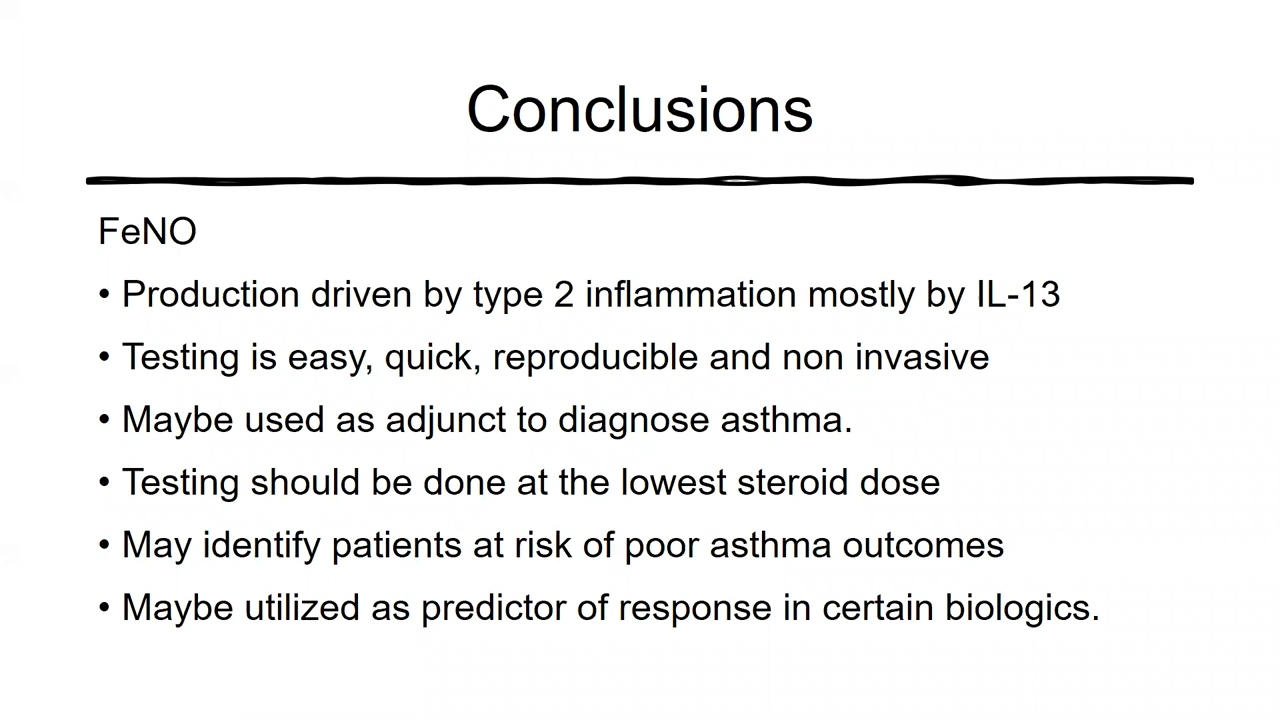 Conclusions
FeNO
• Production driven by type 2 inflammation mostly by IL-13
• Testing is easy, quick, reproducible and non invasive
• Maybe used as adjunct to diagnose asthma.
• Testing should be done at the lowest steroid dose
• May identify patients at risk of poor asthma outcomes
• Maybe utilized as predictor of response in certain biologics.